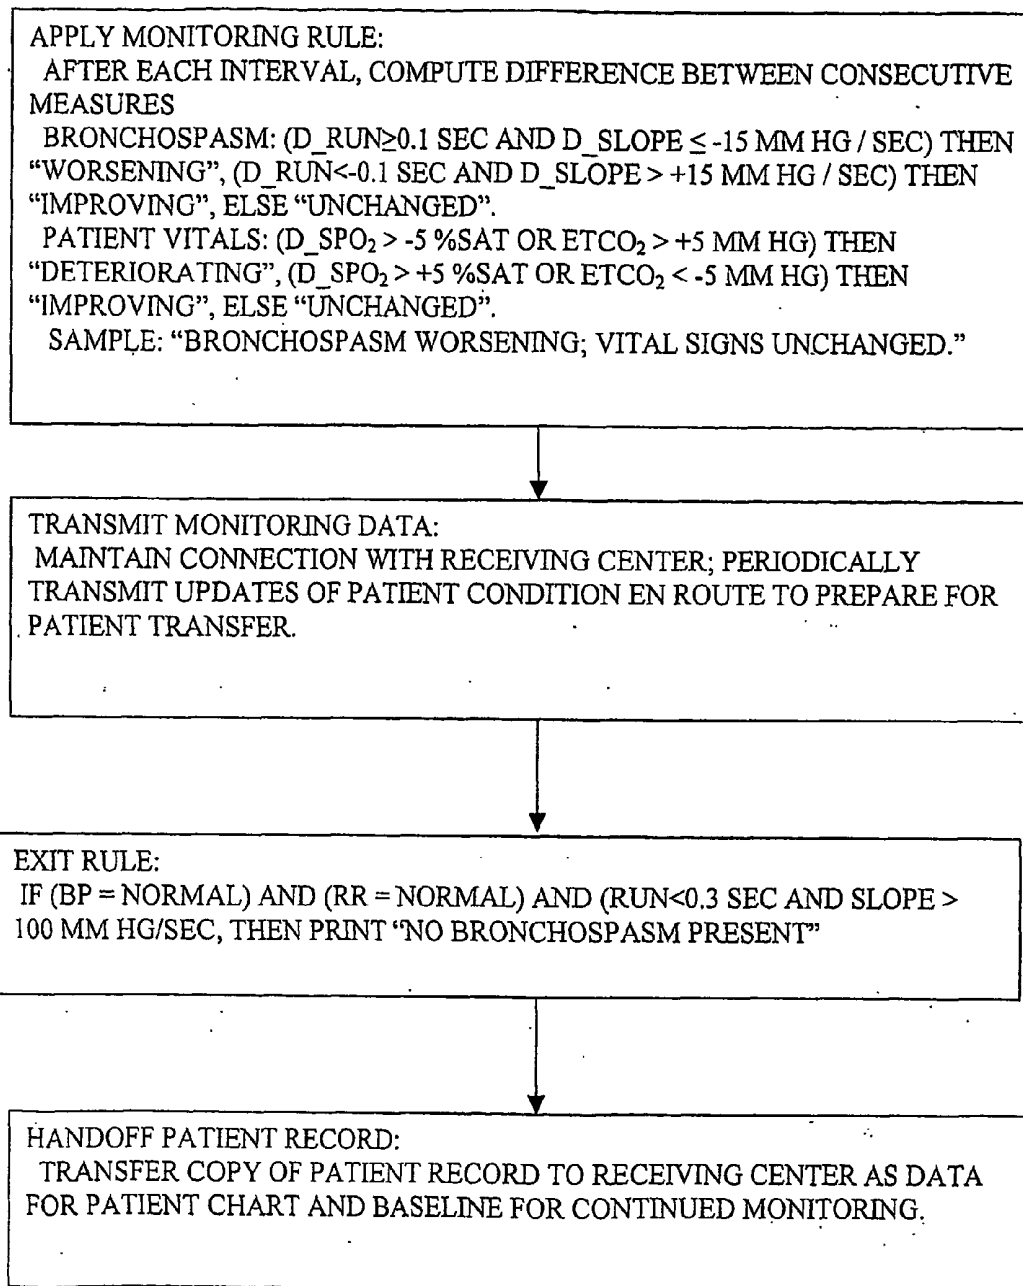 APPLY MONITORING RULE:
AFTER EACH INTERVAL, COMPUTE DIFFERENCE BETWEEN CONSECUTIVE
MEASURES
BRONCHOSPASM: (D_RUN≥0.1 SEC AND D_SLOPE ≤ -15 MM HG / SEC) THEN
“WORSENING”, (D_RUN<-0.1 SEC AND D_SLOPE > +15 MM HG / SEC) THEN
“IMPROVING”, ELSE “UNCHANGED”.
PATIENT VITALS: (D_SPO₂ > -5 %SAT OR ETCO₂ > +5 MM HG) THEN
“DETERIORATING”, (D_SPO₂ > +5 %SAT OR ETCO₂ < -5 MM HG) THEN
“IMPROVING”, ELSE “UNCHANGED”.
SAMPLE: “BRONCHOSPASM WORSENING; VITAL SIGNS UNCHANGED.”
TRANSMIT MONITORING DATA:
MAINTAIN CONNECTION WITH RECEIVING CENTER; PERIODICALLY
TRANSMIT UPDATES OF PATIENT CONDITION EN ROUTE TO PREPARE FOR
PATIENT TRANSFER.
EXIT RULE:
IF (BP = NORMAL) AND (RR = NORMAL) AND (RUN<0.3 SEC AND SLOPE >
100 MM HG/SEC, THEN PRINT “NO BRONCHOSPASM PRESENT”
HANDOFF PATIENT RECORD:
TRANSFER COPY OF PATIENT RECORD TO RECEIVING CENTER AS DATA
FOR PATIENT CHART AND BASELINE FOR CONTINUED MONITORING.